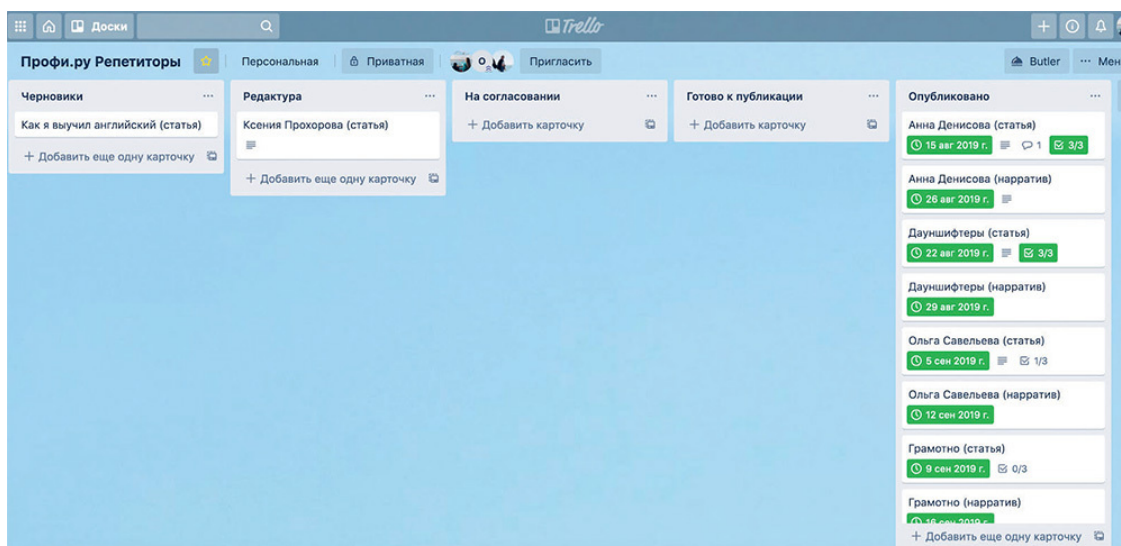 Доски
Trello
Профи.ру Репетиторы
Персональная
Приватная
О
Пригласить
Butler
··· Мен
Черновики
Как я выучил английский (статья)
+ Добавить еще одну карточку
Редактура
Ксения Прохорова (статья)
+ Добавить еще одну карточку
На согласовании
+ Добавить карточку
Готово к публикации
+ Добавить карточку
Опубликовано
Анна Денисова (статья)
15 авг 2019 г. 1 3/3
Анна Денисова (нарратив)
26 авг 2019 г.
Дауншифтеры (статья)
22 авг 2019 г. 3/3
Дауншифтеры (нарратив)
29 авг 2019 г.
Ольга Савельева (статья)
5 сен 2019 г. 1/3
Ольга Савельева (нарратив)
12 сен 2019 г.
Грамотно (статья)
9 сен 2019 г. 0/3
Грамотно (нарратив)
16 сен 2019 г.
+ Добавить еще одну карточку